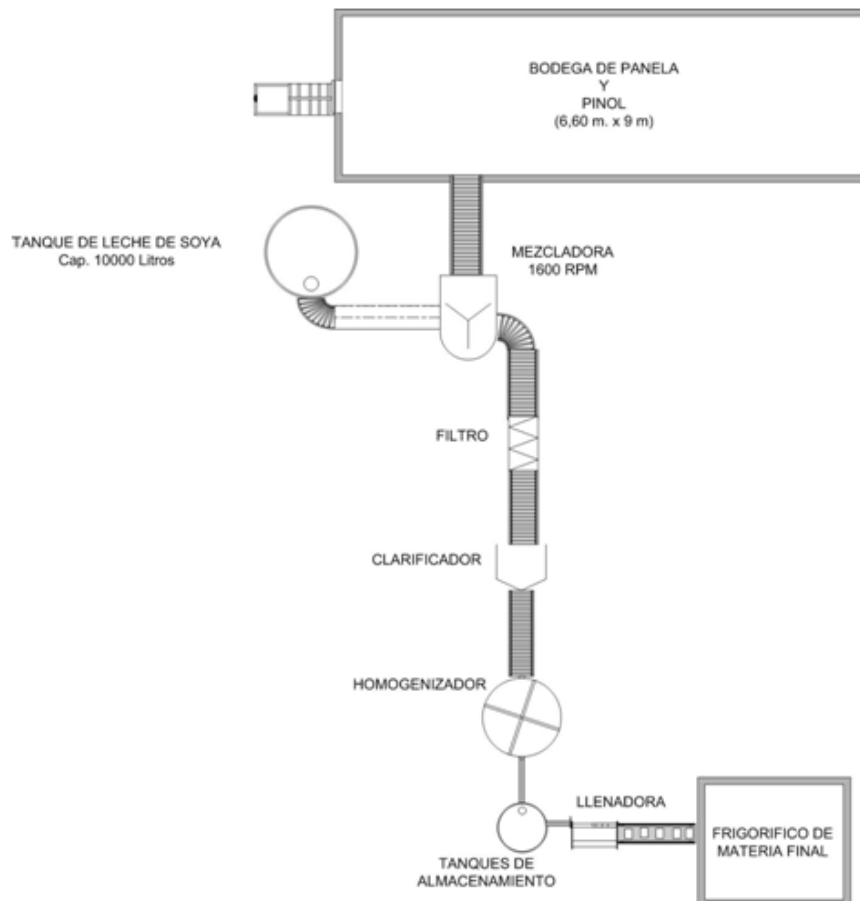 BODEGA DE PANELA
Y
PINOL
(6,60 m. x 9 m)
TANQUE DE LECHE DE SOYA
Cap. 10000 Litros
MEZCLADORA
1600 RPM
FILTRO
CLARIFICADOR
HOMOGENIZADOR
LLENADORA
FRIGORIFICO DE
MATERIA FINAL
TANQUES DE
ALMACENAMIENTO